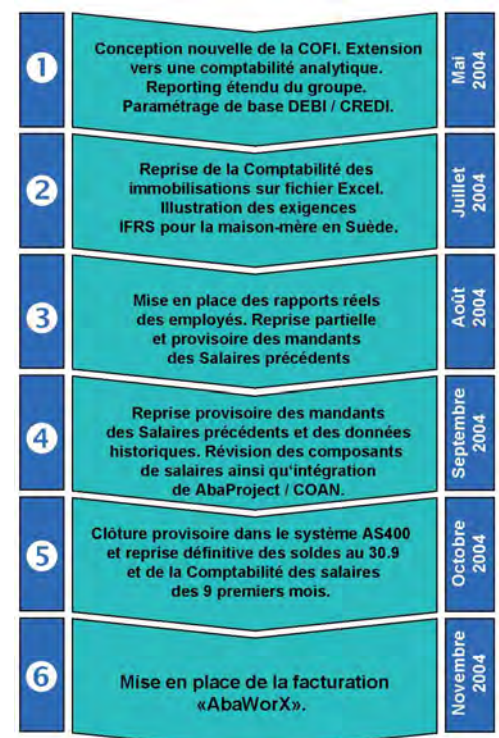 1
Conception nouvelle de la COFI. Extension
vers une comptabilité analytique.
Reporting étendu du groupe.
Paramétrage de base DEBI / CREDI.
Mai
2004
2
Reprise de la Comptabilité des
immobilisations sur fichier Excel.
Illustration des exigences
IFRS pour la maison-mère en Suède.
Juillet
2004
3
Mise en place des rapports réels
des employés. Reprise partielle
et provisoire des mandants
des Salaires précédents
Août
2004
4
Reprise provisoire des mandants
des Salaires précédents et des données
historiques. Révision des composants
de salaires ainsi qu‘intégration
de AbaProject / COAN.
Septembre
2004
5
Clôture provisoire dans le système AS400
et reprise définitive des soldes au 30.9
et de la Comptabilité des salaires
des 9 premiers mois.
Octobre
2004
6
Mise en place de la facturation
«AbaWorX».
Novembre
2004